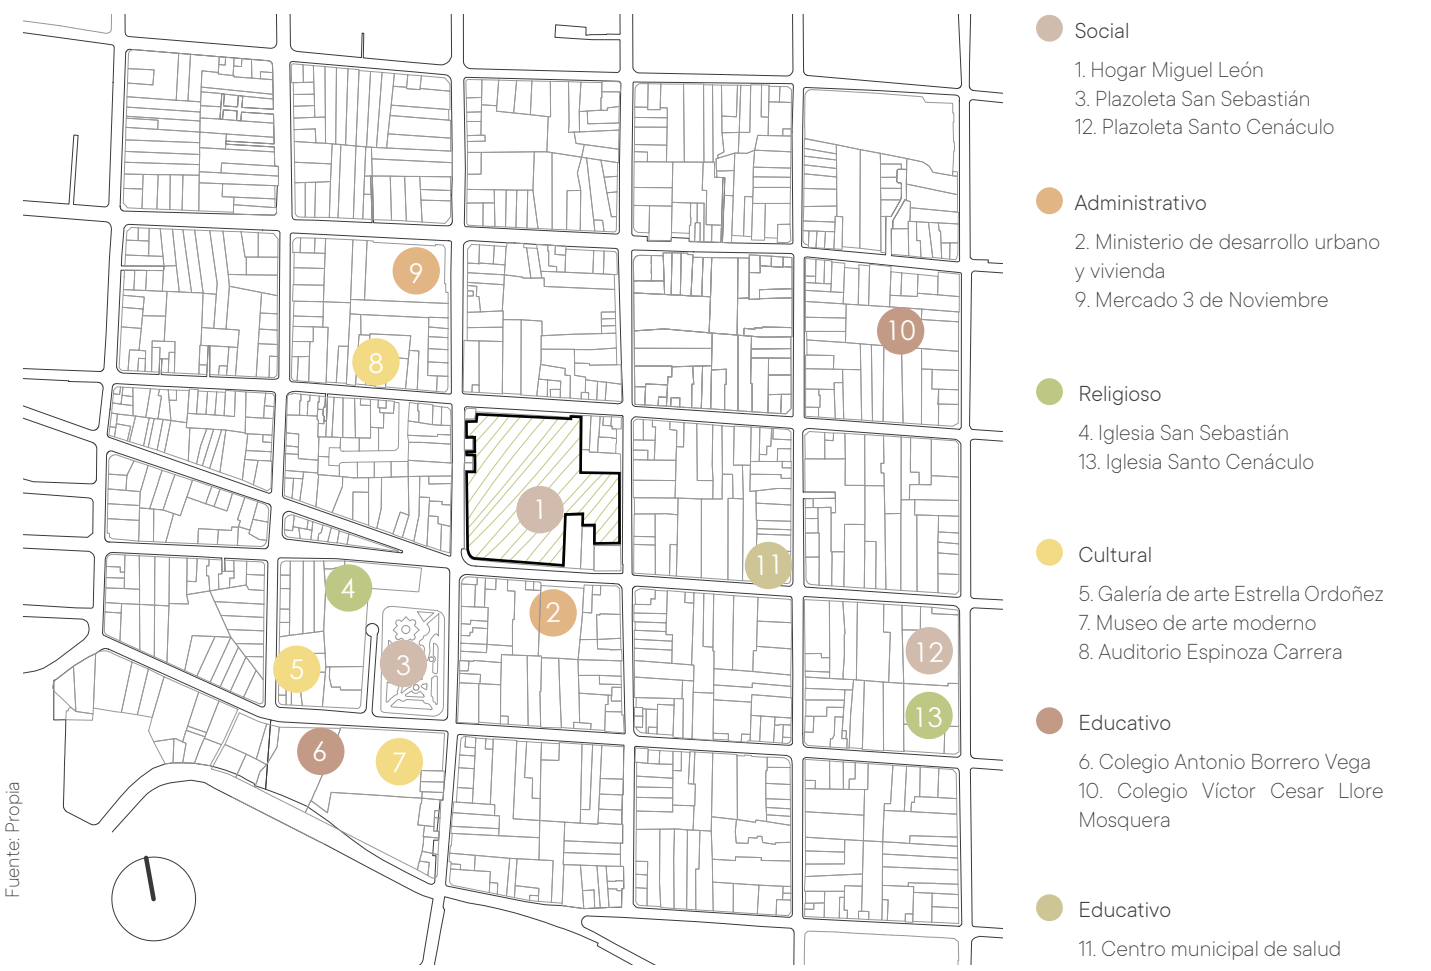 9
8
10
1
11
4
2
3
5
12
13
6
7
Fuente: Propia
Social
1. Hogar Miguel León
3. Plazoleta San Sebastián
12. Plazoleta Santo Cenáculo
Administrativo
2. Ministerio de desarrollo urbano
y vivienda
9. Mercado 3 de Noviembre
Religioso
4. Iglesia San Sebastián
13. Iglesia Santo Cenáculo
Cultural
5. Galería de arte Estrella Ordoñez
7. Museo de arte moderno
8. Auditorio Espinoza Carrera
Educativo
6. Colegio Antonio Borrero Vega
10. Colegio Víctor Cesar Llore
Mosquera
Educativo
11. Centro municipal de salud